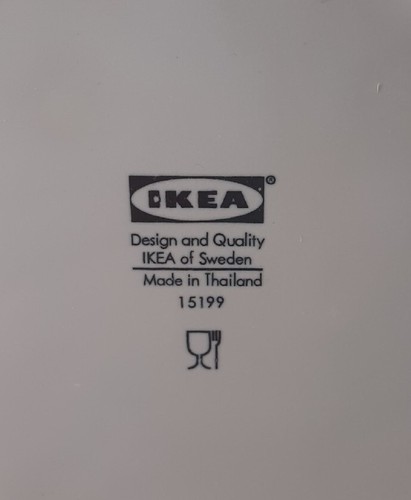 IKEA®
Design and Quality
IKEA of Sweden
Made in Thailand
15199